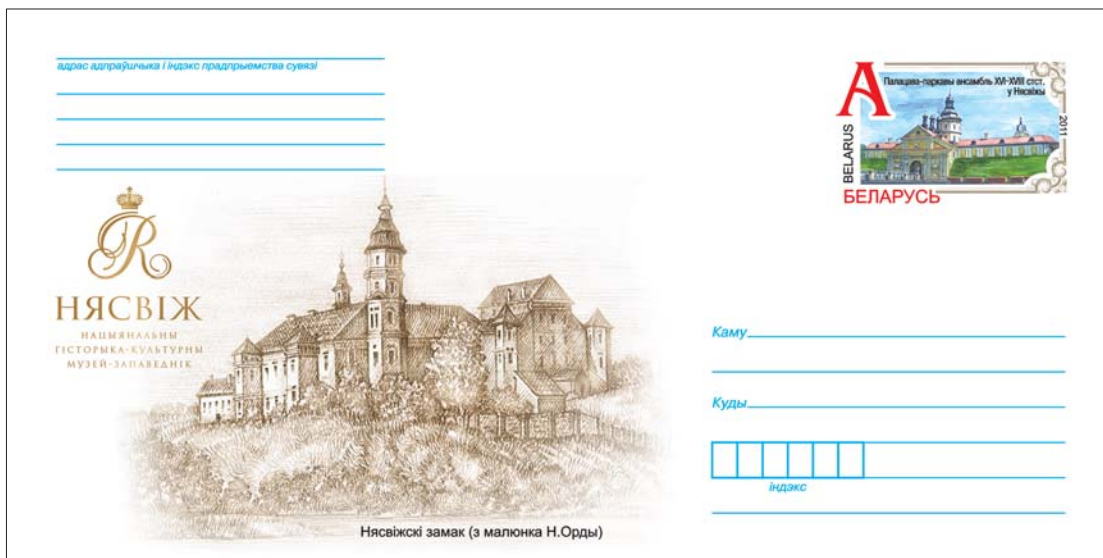 адрас адпраўшчыка і індэкс прадпрыемства сувязі
А
Палацава-паркавы ансамбль XVI-XVIII стст.
у Нясвіжы
BELARUS
2011
БЕЛАРУСЬ
R
НЯСВІЖ
НАЦЫЯНАЛЬНЫ
ГІСТОРЫКА-КУЛЬТУРНЫ
МУЗЕЙ-ЗАПАВЕДНІК
Каму
Куды
індэкс
Нясвіжскі замак (з малюнка Н.Орды)